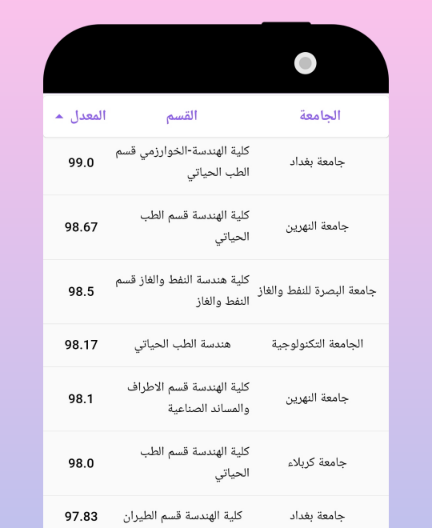 الجامعة القسم المعدل
جامعة بغداد كلية الهندسة-الخوارزمي قسم الطب الحياتي 99.0
جامعة النهرين كلية الهندسة قسم الطب الحياتي 98.67
جامعة البصرة للنفط والغاز كلية هندسة النفط والغاز قسم النفط والغاز 98.5
الجامعة التكنولوجية هندسة الطب الحياتي 98.17
جامعة النهرين كلية الهندسة قسم الاطراف والمساند الصناعية 98.1
جامعة كربلاء كلية الهندسة قسم الطب الحياتي 98.0
جامعة بغداد كلية الهندسة قسم الطيران 97.83